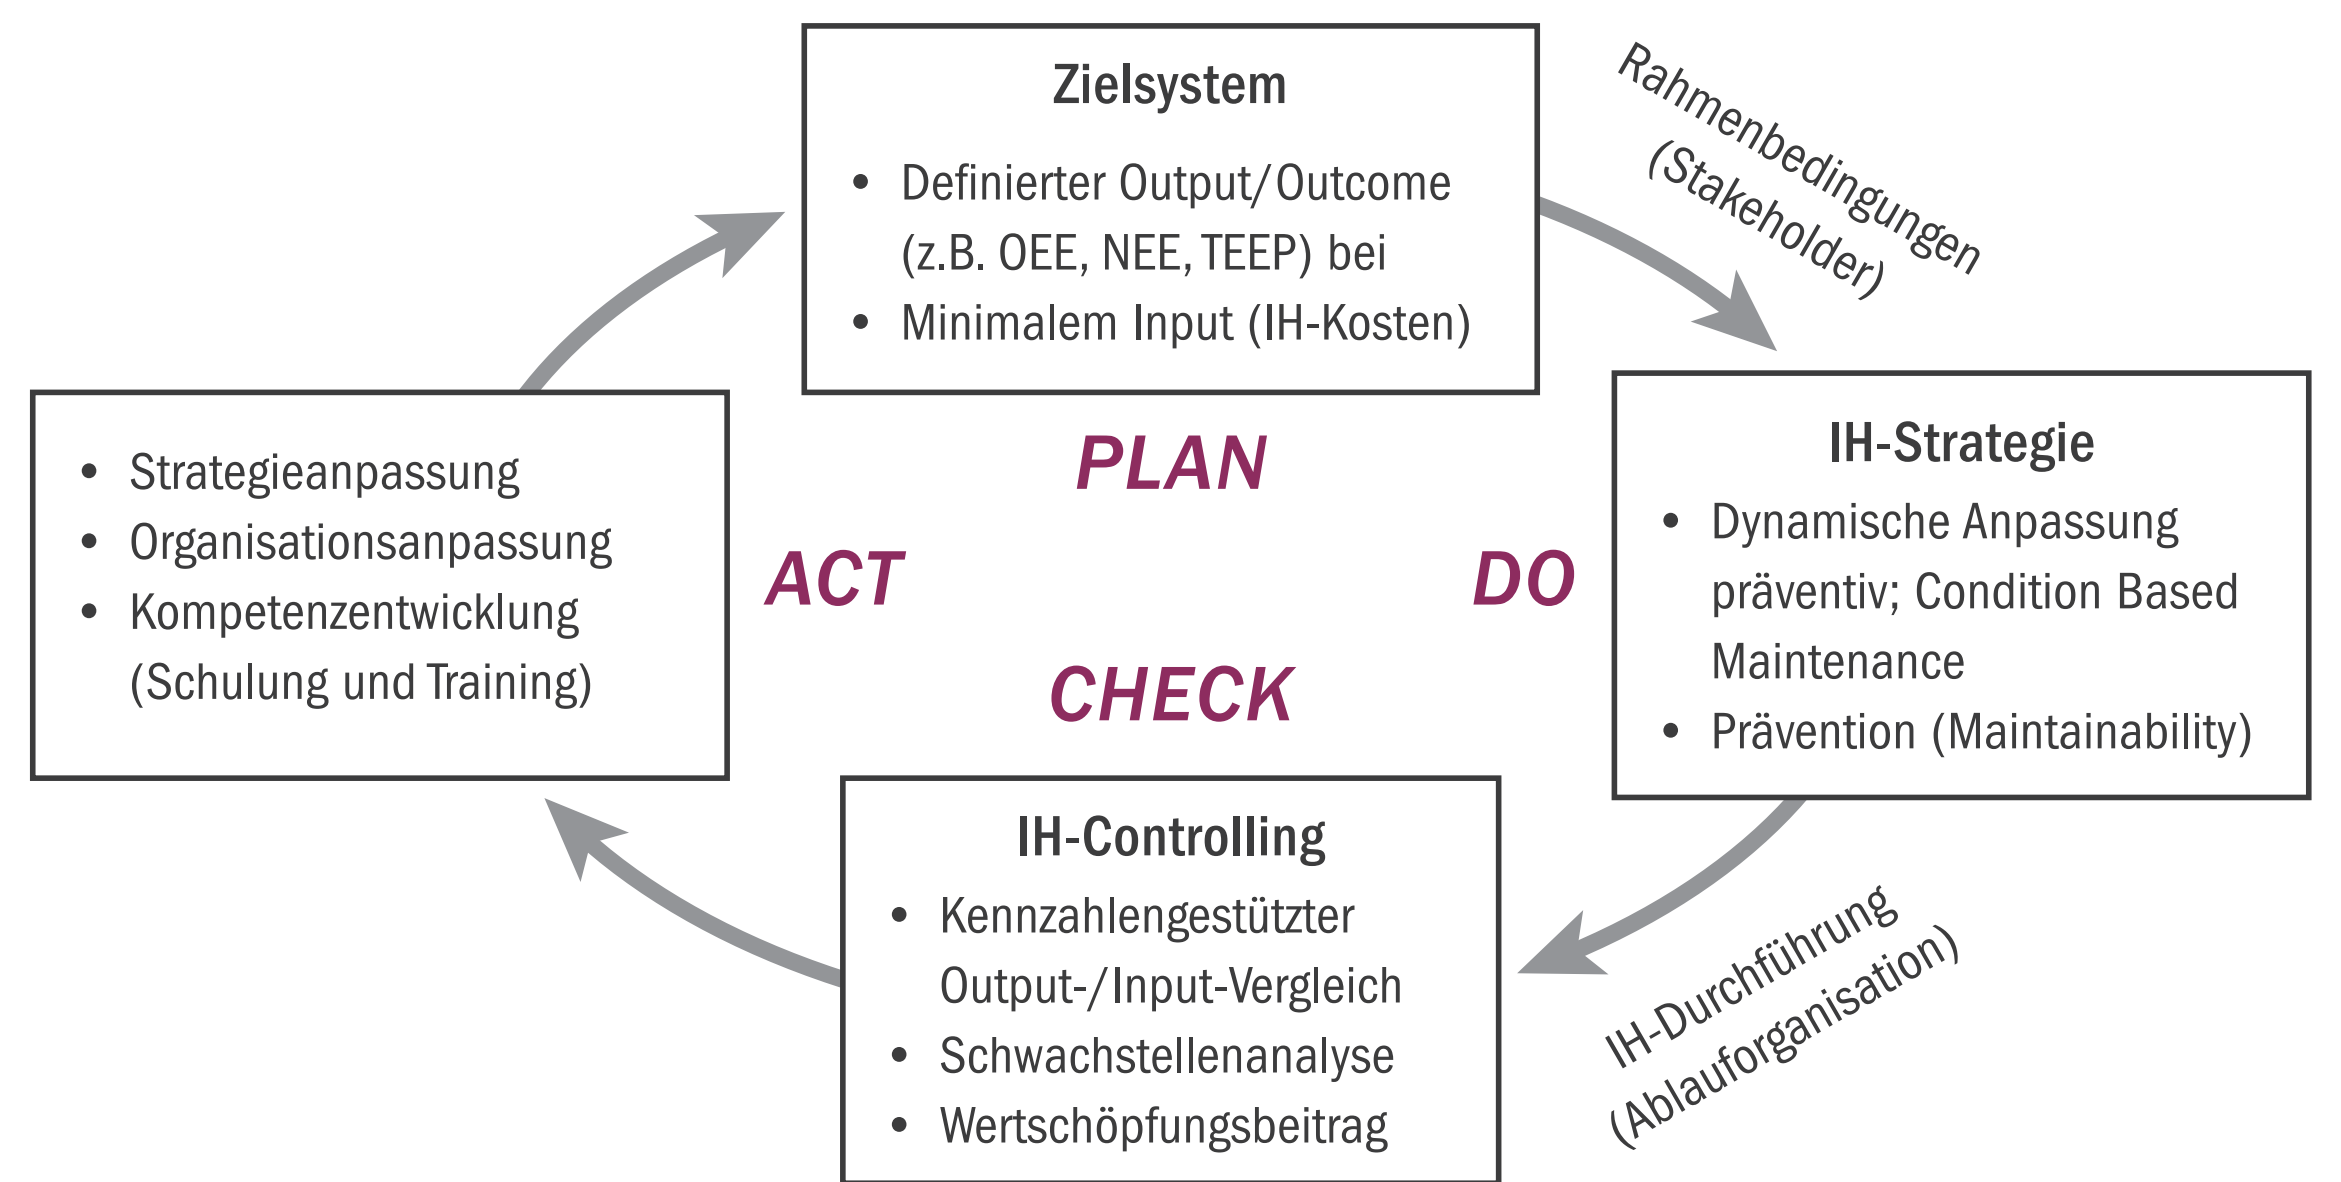 Zielsystem
• Definierter Output/Outcome
(z.B. OEE, NEE, TEEP) bei
• Minimalem Input (IH-Kosten)
Rahmenbedingungen
(Stakeholder)
PLAN
IH-Strategie
• Dynamische Anpassung
präventiv; Condition Based
Maintenance
• Prävention (Maintainability)
DO
IH-Durchführung
(Ablauforganisation)
CHECK
IH-Controlling
• Kennzahlengestützter
Output-/Input-Vergleich
• Schwachstellenanalyse
• Wertschöpfungsbeitrag
ACT
• Strategieanpassung
• Organisationsanpassung
• Kompetenzentwicklung
(Schulung und Training)